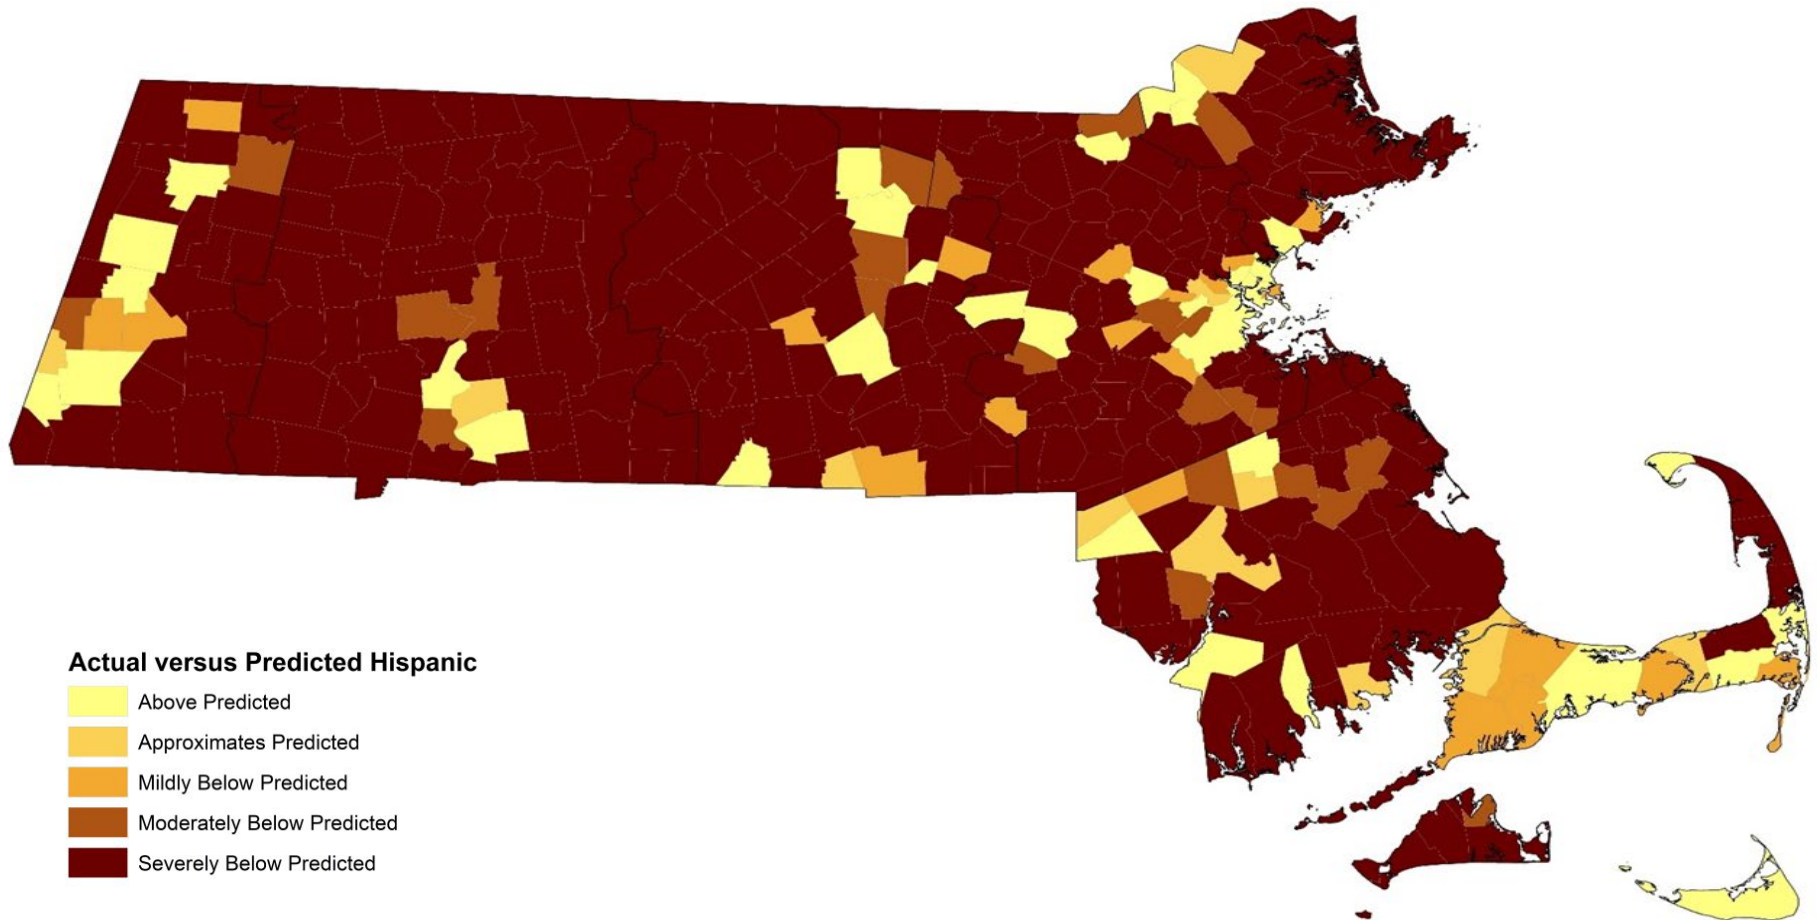 Actual versus Predicted Hispanic
Above Predicted
Approximates Predicted
Mildly Below Predicted
Moderately Below Predicted
Severely Below Predicted